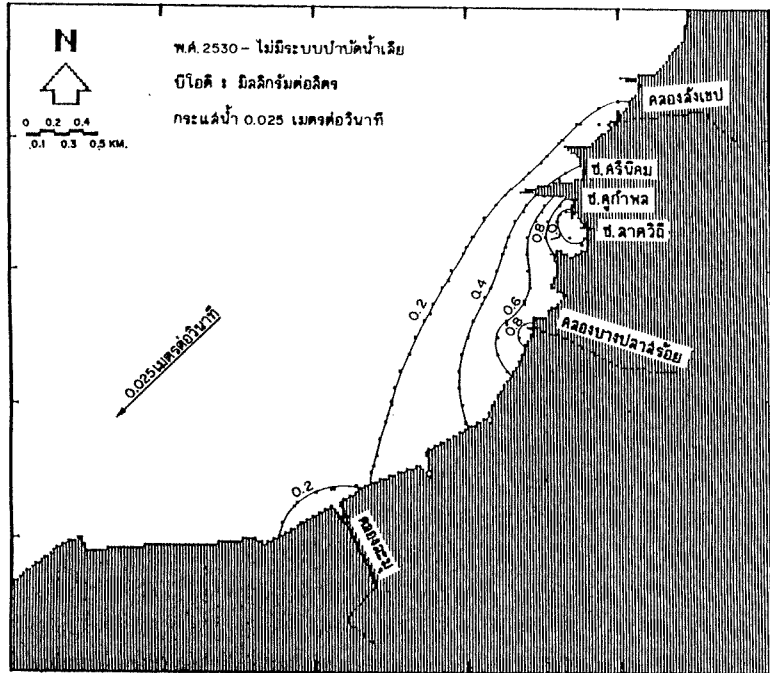 N
พ.ศ. 2530 - ไม่มีระบบบำบัดน้ำเสีย
บีโอดี : มิลลิกรัมต่อลิตร
กระแสน้ำ 0.025 เมตรต่อวินาที
0 0.2 0.4
0.1 0.3 0.5 KM.
คลองสังเขป
ซ.ศรีนิคม
ซ.คูกำพล
ซ.ลาดวิถี
1.0
0.8
0.4
0.2
0.6
0.8
คลองบางปลาสร้อย
0.025 เมตรต่อวินาที
0.2